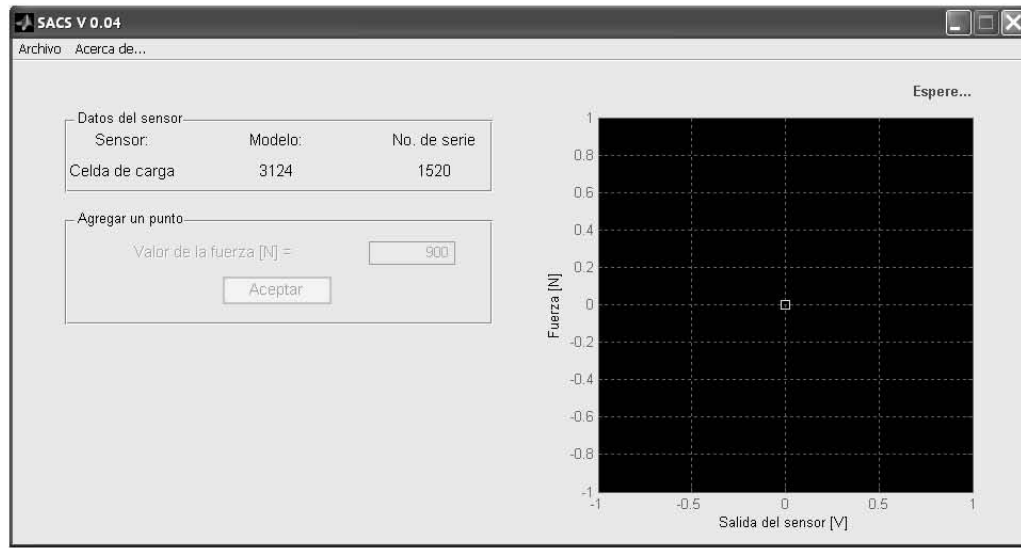 SACS V 0.04
Archivo Acerca de...
Datos del sensor
Sensor: Modelo: No. de serie
Celda de carga 3124 1520
Agregar un punto
Valor de la fuerza [N] = 900
Aceptar
Espere...
1
0.8
0.6
0.4
0.2
0
-0.2
-0.4
-0.6
-0.8
-1
Fuerza [N]
-1 -0.5 0 0.5 1
Salida del sensor [V]